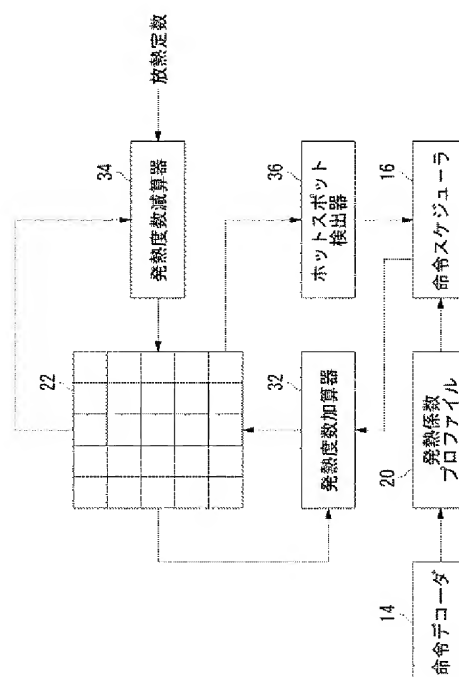 放熱定数
34
発熱度数減算器
22
36
ホットスポット
検出器
32
発熱度数加算器
16
命令スケジューラ
20
発熱係数
プロファイル
14
命令デコーダ